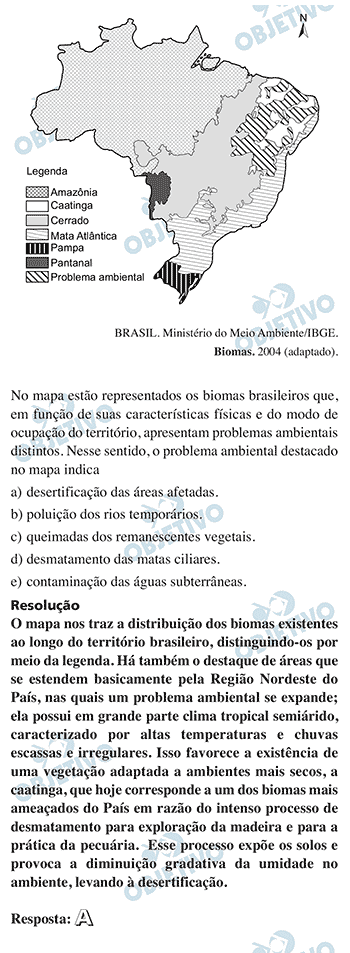 OBJETIVO
N
OBJETIVO
Legenda
Amazônia
Caatinga
Cerrado
Mata Atlântica
Pampa
Pantanal
Problema ambiental
OBJETIVO
OBJETIVO
BRASIL. Ministério do Meio Ambiente/IBGE.
Biomas. 2004 (adaptado).
No mapa estão representados os biomas brasileiros que,
em função de suas características físicas e do modo de
ocupação do território, apresentam problemas ambientais
distintos. Nesse sentido, o problema ambiental destacado
no mapa indica
a) desertificação das áreas afetadas.
b) poluição dos rios temporários.
c) queimadas dos remanescentes vegetais.
d) desmatamento das matas ciliares.
e) contaminação das águas subterrâneas.
Resolução
O mapa nos traz a distribuição dos biomas existentes
ao longo do território brasileiro, distinguindo-os por
meio da legenda. Há também o destaque de áreas que
se estendem basicamente pela Região Nordeste do
País, nas quais um problema ambiental se expande;
ela possui em grande parte clima tropical semiárido,
caracterizado por altas temperaturas e chuvas
escassas e irregulares. Isso favorece a existência de
uma vegetação adaptada a ambientes mais secos, a
caatinga, que hoje corresponde a um dos biomas mais
ameaçados do País em razão do intenso processo de
desmatamento para exploração da madeira e para a
prática da pecuária. Esse processo expõe os solos e
provoca a diminuição gradativa da umidade no
ambiente, levando à desertificação.
Resposta: A